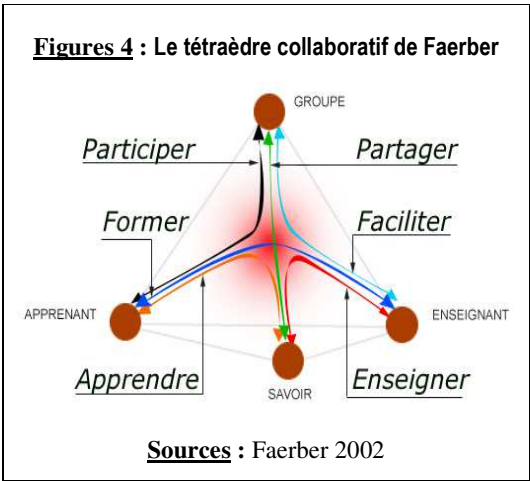 Figures 4 : Le tétraèdre collaboratif de Faerber
GROUPE
Participer Partager
Former Faciliter
APPRENANT ENSEIGNANT
Apprendre Enseigner
SAVOIR
Sources : Faerber 2002